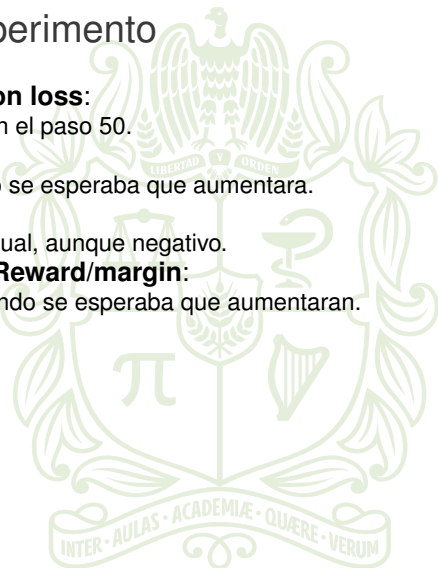 perimento
on loss:
n el paso 50.
o se esperaba que aumentara.
ual, aunque negativo.
Reward/margin:
ndo se esperaba que aumentaran.
LIBERTAD Y ORDEN
INTER · AULAS · ACADEMIÆ · QUÆRE · VERUM